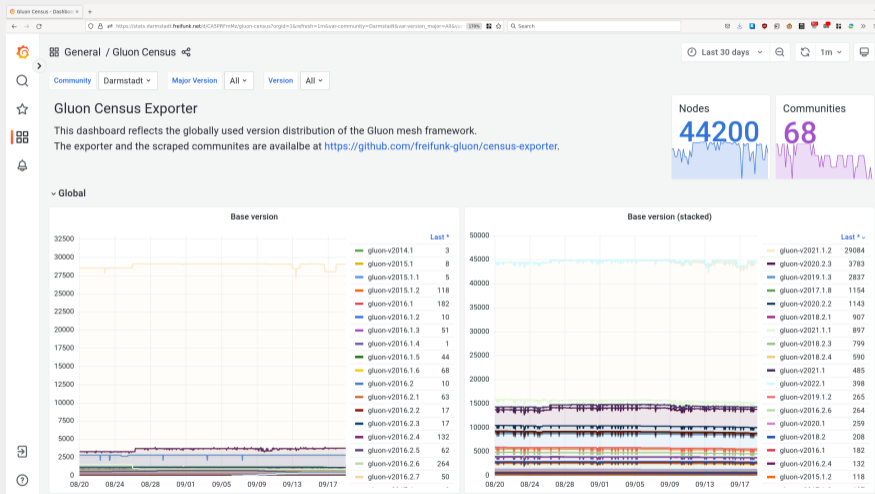 Gluon Census - Dashbo
https://stats.darmstadt.freifunk.net/d/
170%
Search
General / Gluon Census
Last 30 days
1m
Community Darmstadt Major Version All Version All
Gluon Census Exporter
This dashboard reflects the globally used version distribution of the Gluon mesh framework.
The exporter and the scraped communites are availalbe at https://github.com/freifunk-gluon/census-exporter.
Nodes
44200
Communities
68
Global
Base version
Last *
32500
30000
27500
25000
22500
20000
17500
15000
12500
10000
7500
5000
2500
0
08/20 08/24 08/28 09/01 09/05 09/09 09/13 09/17
gluon-v2014.1 3
gluon-v2015.1 8
gluon-v2015.1.1 5
gluon-v2015.1.2 118
gluon-v2016.1 182
gluon-v2016.1.2 10
gluon-v2016.1.3 51
gluon-v2016.1.4 1
gluon-v2016.1.5 44
gluon-v2016.1.6 68
gluon-v2016.2 10
gluon-v2016.2.1 63
gluon-v2016.2.2 17
gluon-v2016.2.3 17
gluon-v2016.2.4 132
gluon-v2016.2.5 62
gluon-v2016.2.6 264
gluon-v2016.2.7 50
Base version (stacked)
Last *
50000
45000
40000
35000
30000
25000
20000
15000
10000
5000
0
08/20 08/24 08/28 09/01 09/05 09/09 09/13 09/17
gluon-v2021.1.2 29084
gluon-v2020.2.3 3783
gluon-v2019.1.3 2837
gluon-v2017.1.8 1154
gluon-v2020.2.2 1143
gluon-v2018.2.1 907
gluon-v2021.1.1 897
gluon-v2018.2.3 799
gluon-v2018.2.4 590
gluon-v2021.1 485
gluon-v2022.1 398
gluon-v2019.1.2 265
gluon-v2016.2.6 264
gluon-v2020.1 259
gluon-v2018.2 208
gluon-v2016.1 182
gluon-v2016.2.4 132
gluon-v2015.1.2 118